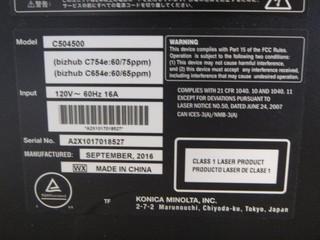 Model C504500
(bizhub C754e:60/75ppm)
(bizhub C654e:60/65ppm)
Input 120V～ 60Hz 16A
*A2X1017018527*
Serial No. A2X1017018527
MANUFACTURED: SEPTEMBER, 2016
WX MADE IN CHINA
WARNING
This device complies with Part 15 of the FCC Rules.
Operation is subject to the following two conditions:
(1) This device may not cause harmful interference,
and (2) this device must accept any interference received,
including interference that may cause undesired operation.
COMPLIES WITH 21 CFR 1040. 10 AND 1040. 11
EXCEPT FOR DEVIATIONS PURSUANT TO
LASER NOTICE NO.50, DATED JUNE 24, 2007
CAN ICES-3(A)/NMB-3(A)
CLASS 1 LASER PRODUCT
PRODUCTO LASER DE CLASE 1
TF
KONICA MINOLTA, INC.
2-7-2 Marunouchi, Chiyoda-ku, Tokyo, Japan